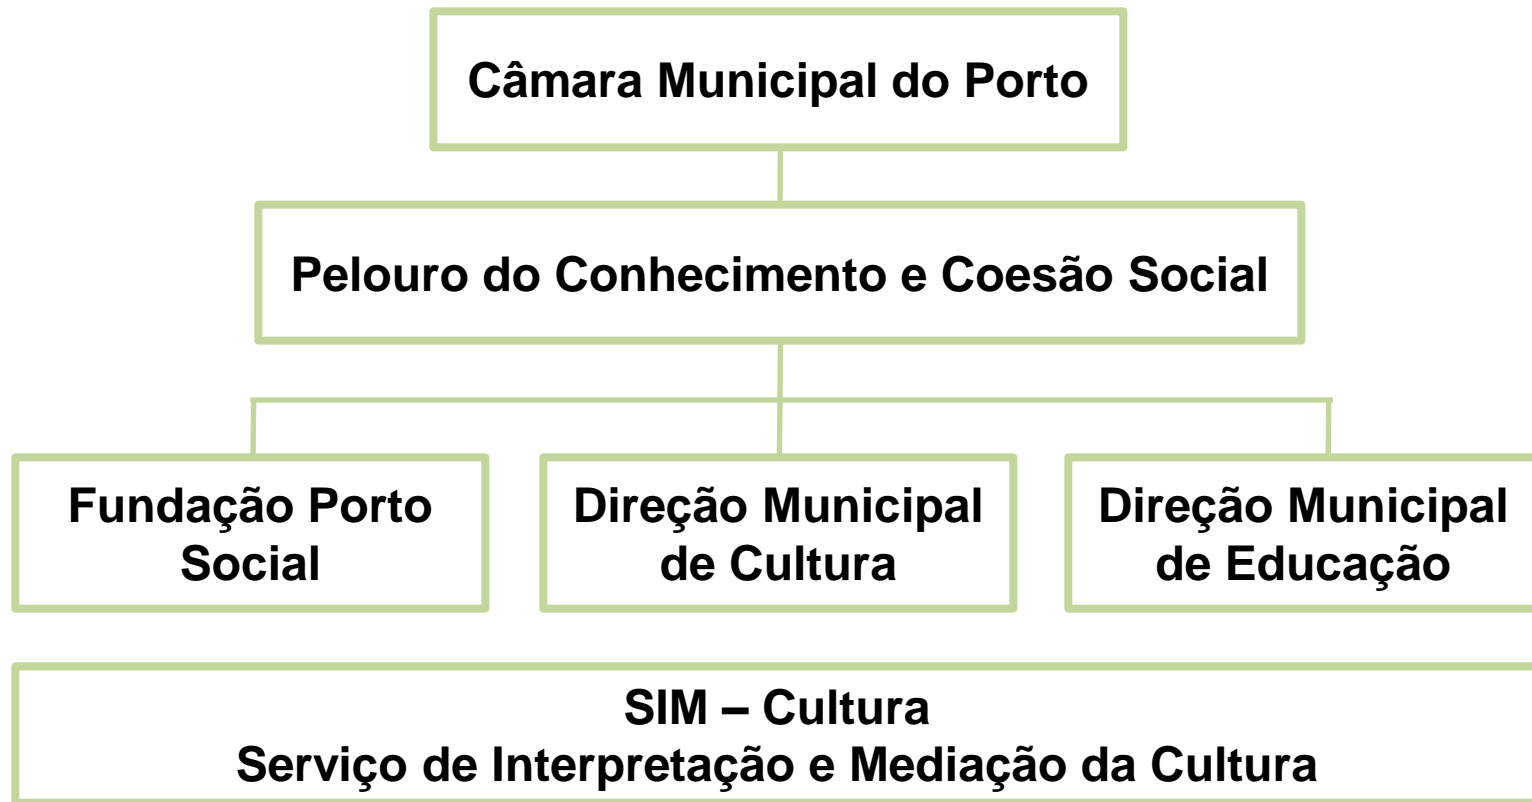 Câmara Municipal do Porto
Pelouro do Conhecimento e Coesão Social
Fundação Porto
Social
Direção Municipal
de Cultura
Direção Municipal
de Educação
SIM – Cultura
Serviço de Interpretação e Mediação da Cultura